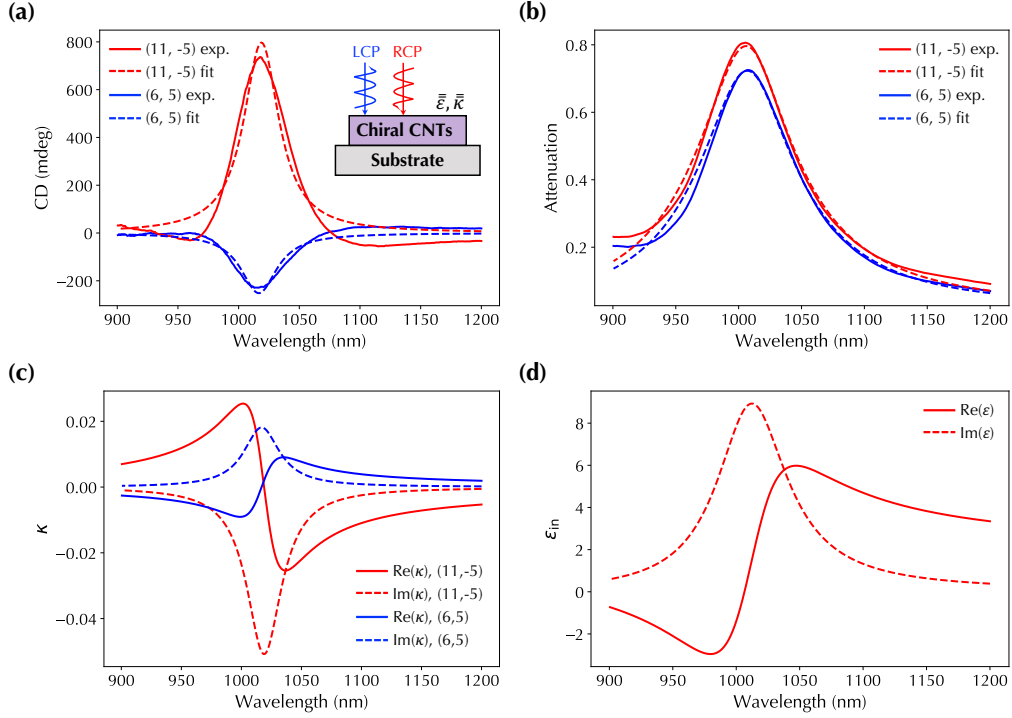 (a)
800
600
400
200
0
−200
CD (mdeg)
(11, -5) exp.
(11, -5) fit
(6, 5) exp.
(6, 5) fit
LCP
RCP
ε̿, κ̿
Chiral CNTs
Substrate
900
950
1000
1050
1100
1150
1200
Wavelength (nm)
(b)
0.8
0.6
0.4
0.2
Attenuation
(11, -5) exp.
(11, -5) fit
(6, 5) exp.
(6, 5) fit
900
950
1000
1050
1100
1150
1200
Wavelength (nm)
(c)
0.02
0.00
−0.02
−0.04
κ
Re(κ), (11,-5)
Im(κ), (11,-5)
Re(κ), (6,5)
Im(κ), (6,5)
900
950
1000
1050
1100
1150
1200
Wavelength (nm)
(d)
8
6
4
2
0
−2
ε_in
Re(ε)
Im(ε)
900
950
1000
1050
1100
1150
1200
Wavelength (nm)